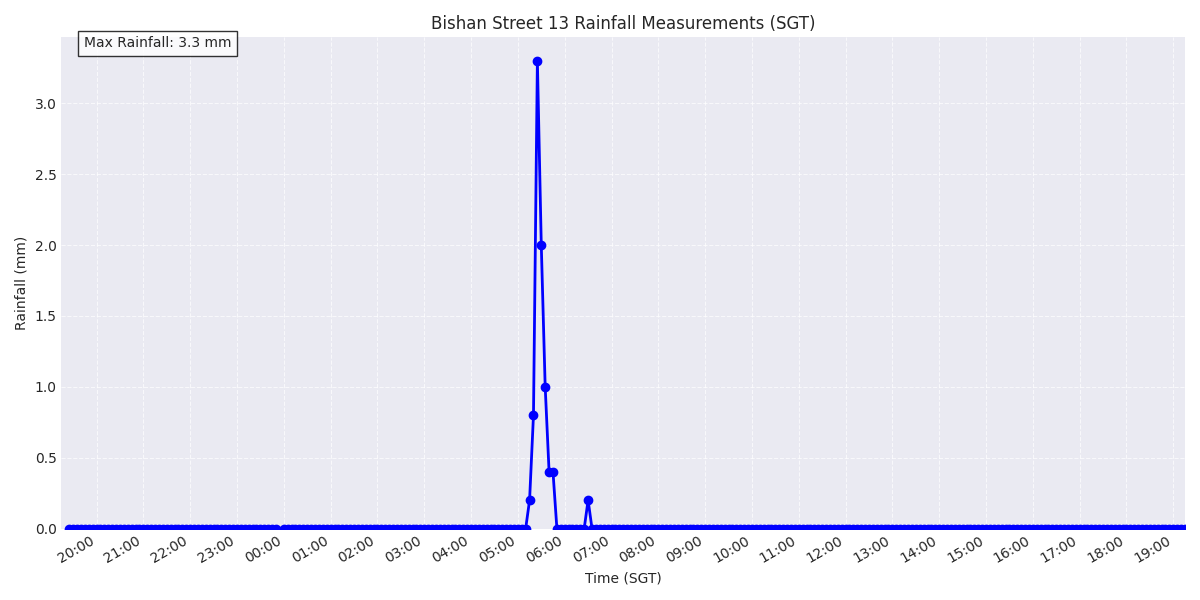 Bishan Street 13 Rainfall Measurements (SGT)
Max Rainfall: 3.3 mm
Rainfall (mm)
3.0
2.5
2.0
1.5
1.0
0.5
0.0
20:00 21:00 22:00 23:00 00:00 01:00 02:00 03:00 04:00 05:00 06:00 07:00 08:00 09:00 10:00 11:00 12:00 13:00 14:00 15:00 16:00 17:00 18:00 19:00
Time (SGT)